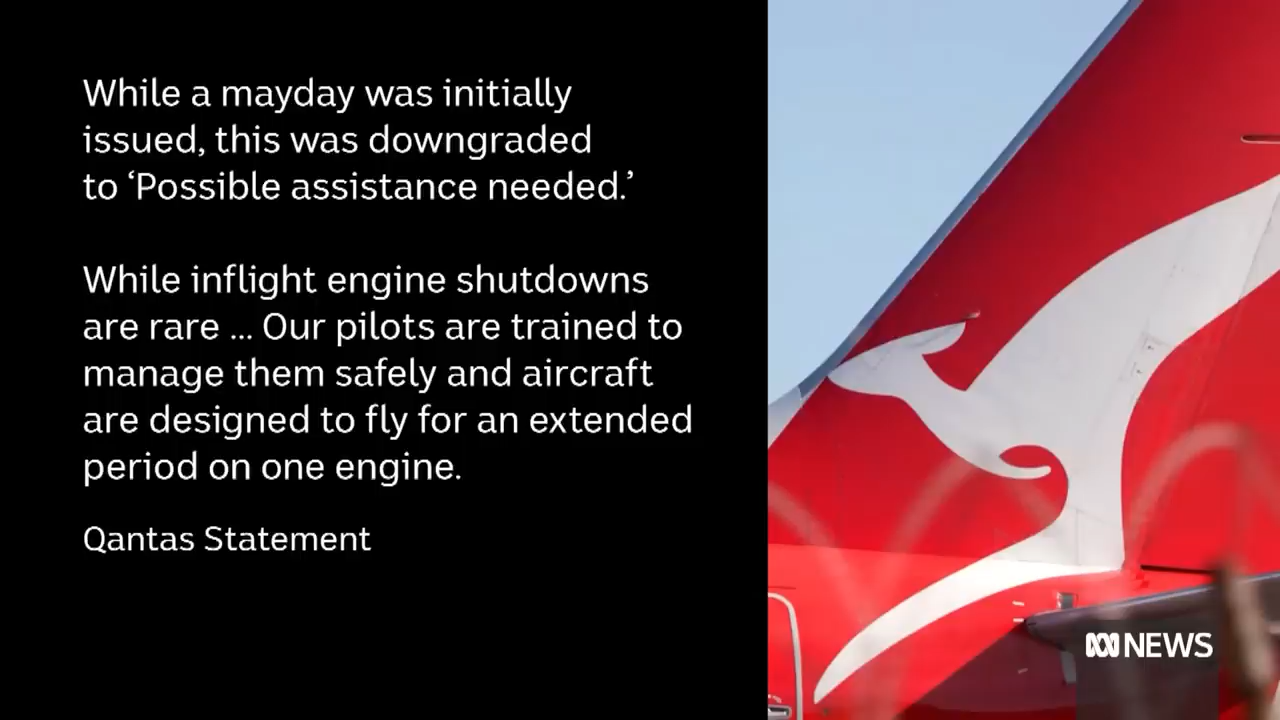 While a mayday was initially
issued, this was downgraded
to ‘Possible assistance needed.’
While inflight engine shutdowns
are rare ... Our pilots are trained to
manage them safely and aircraft
are designed to fly for an extended
period on one engine.
Qantas Statement
NEWS